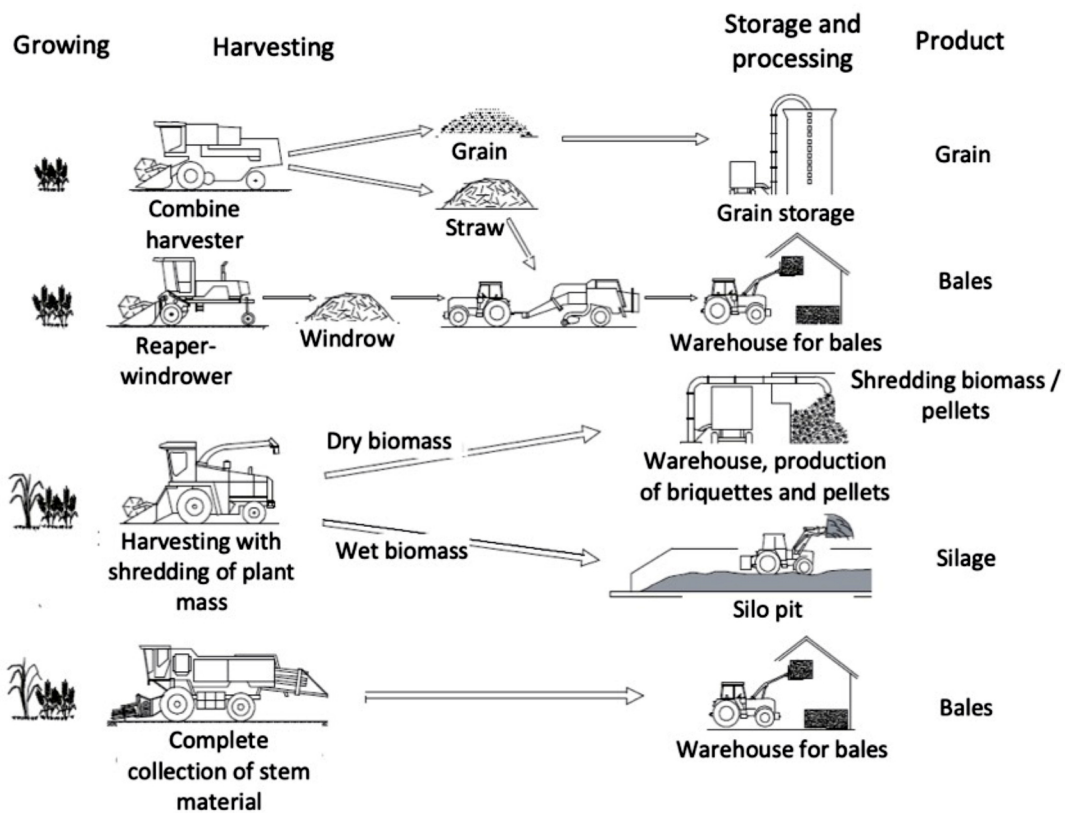 Growing
Harvesting
Storage and
processing
Product
Grain
Straw
Combine
harvester
Grain storage
Grain
Reaper-
windrower
Windrow
Warehouse for bales
Bales
Harvesting with
shredding of plant
mass
Dry biomass
Wet biomass
Warehouse, production
of briquettes and pellets
Shredding biomass /
pellets
Silo pit
Silage
Complete
collection of stem
material
Warehouse for bales
Bales